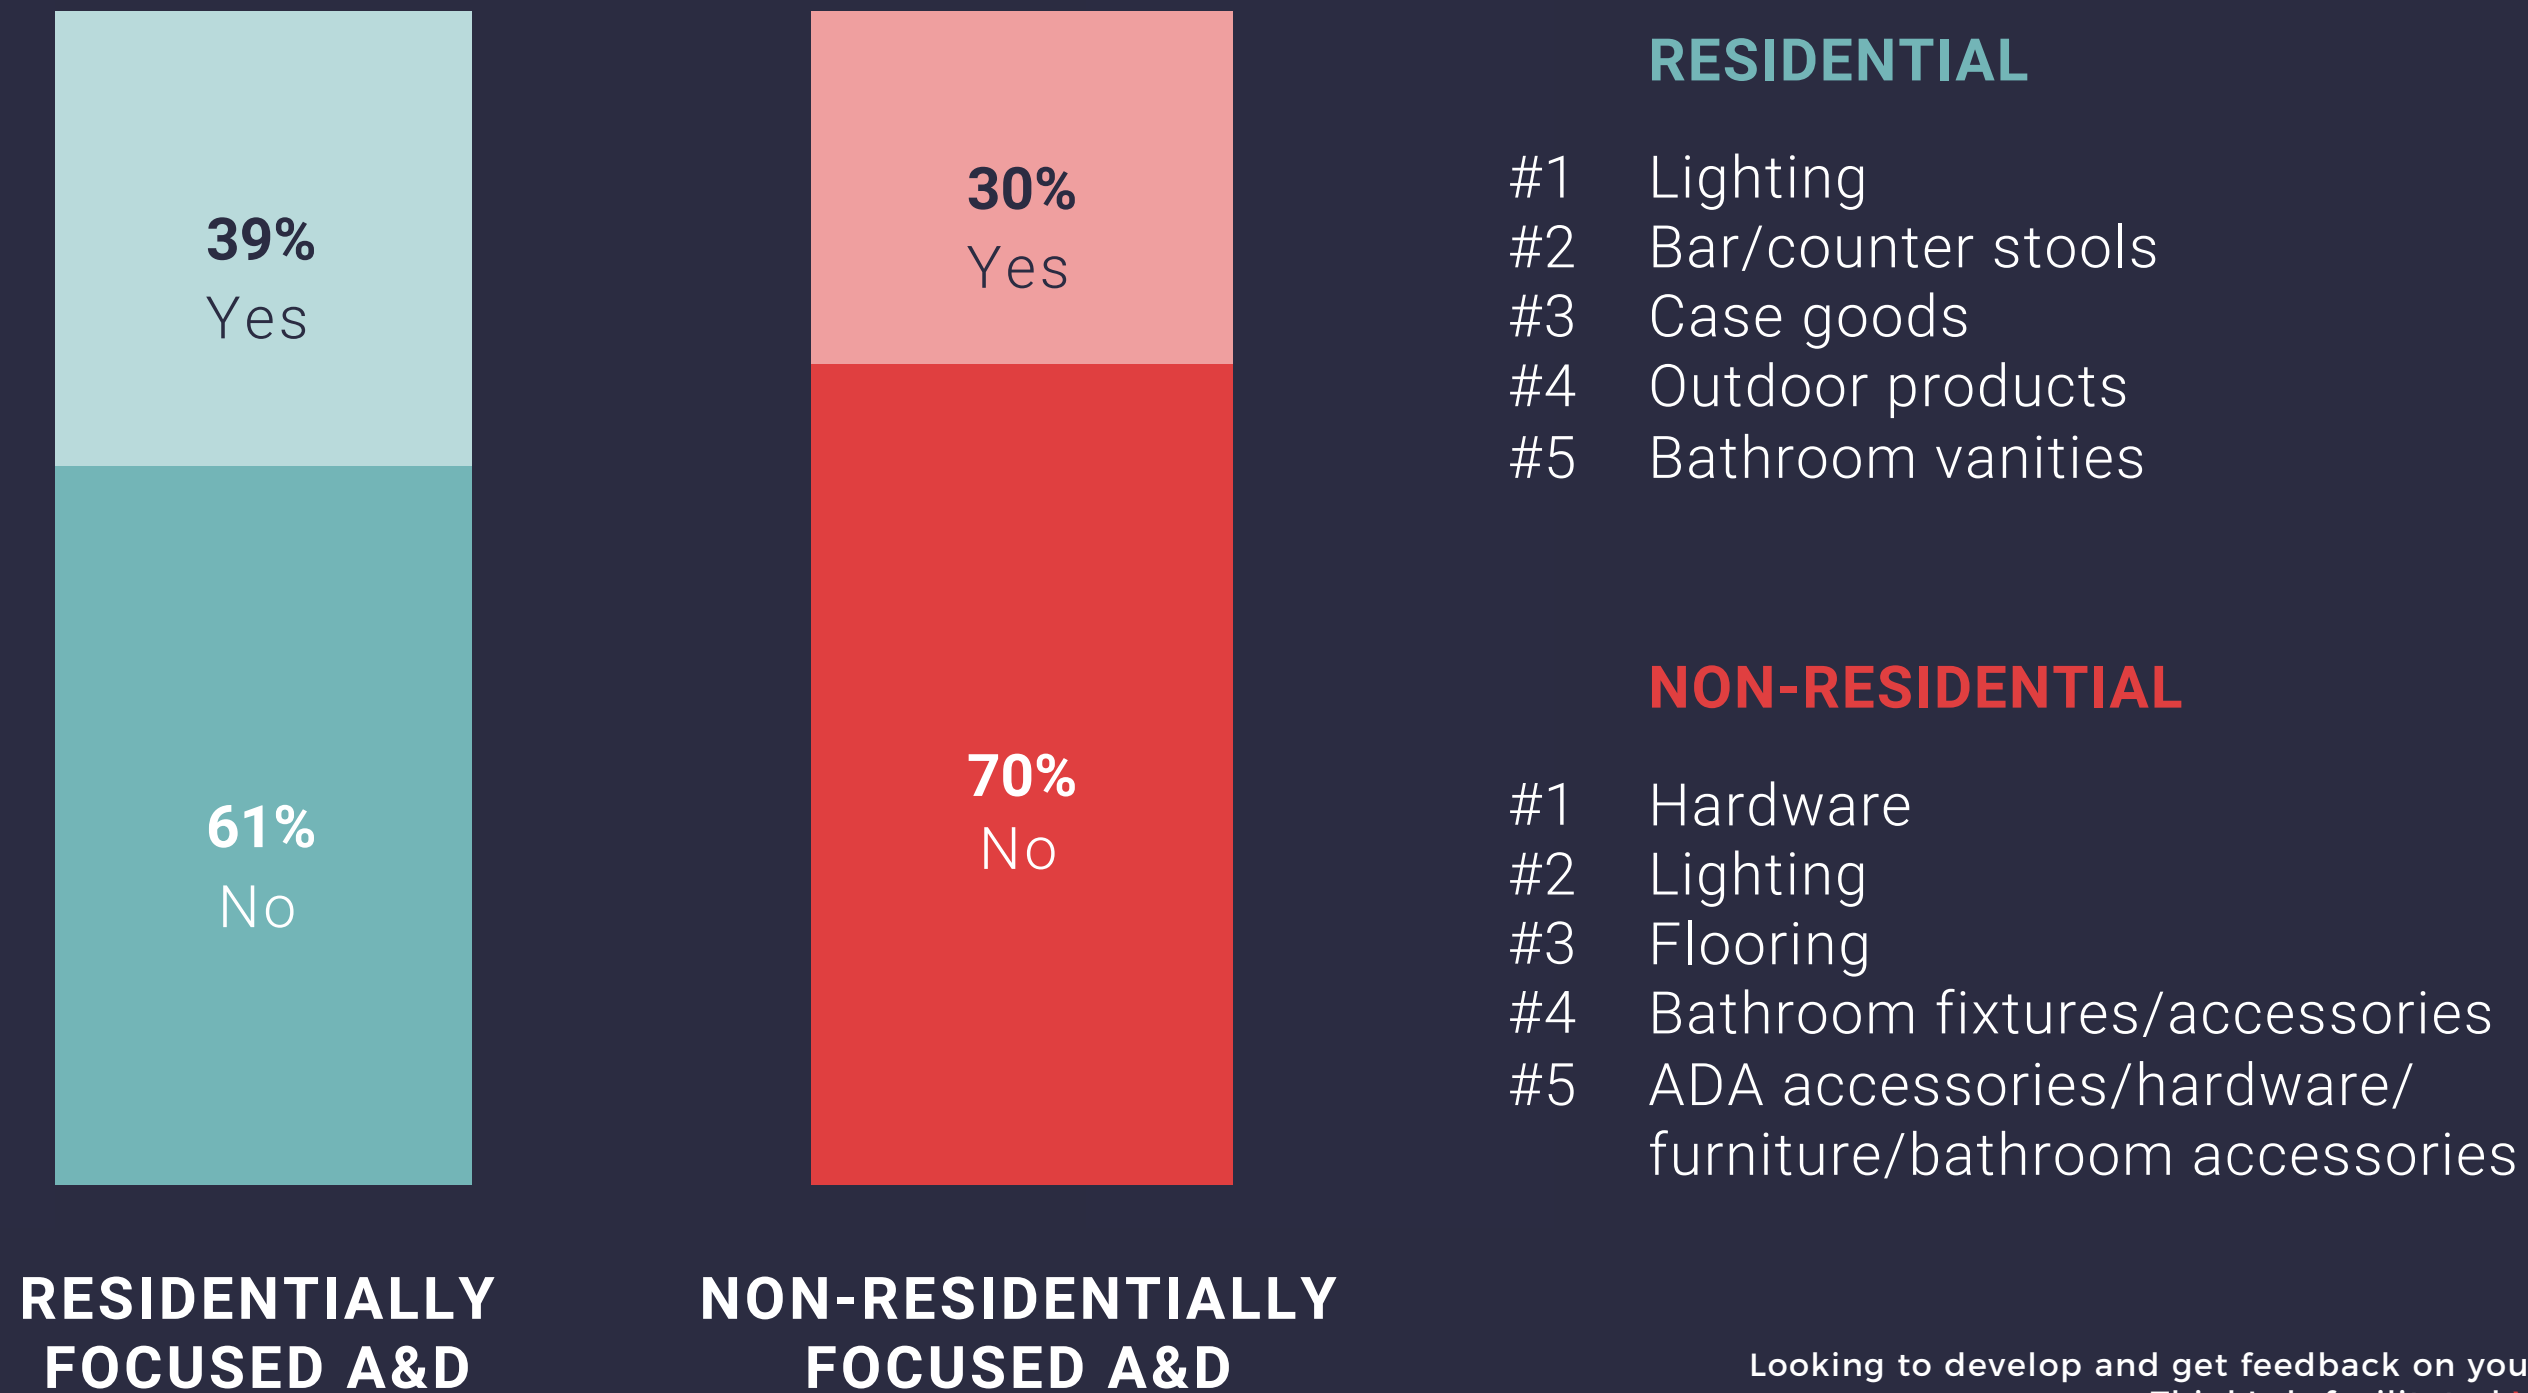 39%
Yes
61%
No
RESIDENTIALLY
FOCUSED A&D
30%
Yes
70%
No
NON-RESIDENTIALLY
FOCUSED A&D
RESIDENTIAL
#1 Lighting
#2 Bar/counter stools
#3 Case goods
#4 Outdoor products
#5 Bathroom vanities
NON-RESIDENTIAL
#1 Hardware
#2 Lighting
#3 Flooring
#4 Bathroom fixtures/accessories
#5 ADA accessories/hardware/
furniture/bathroom accessories
Looking to develop and get feedback on you